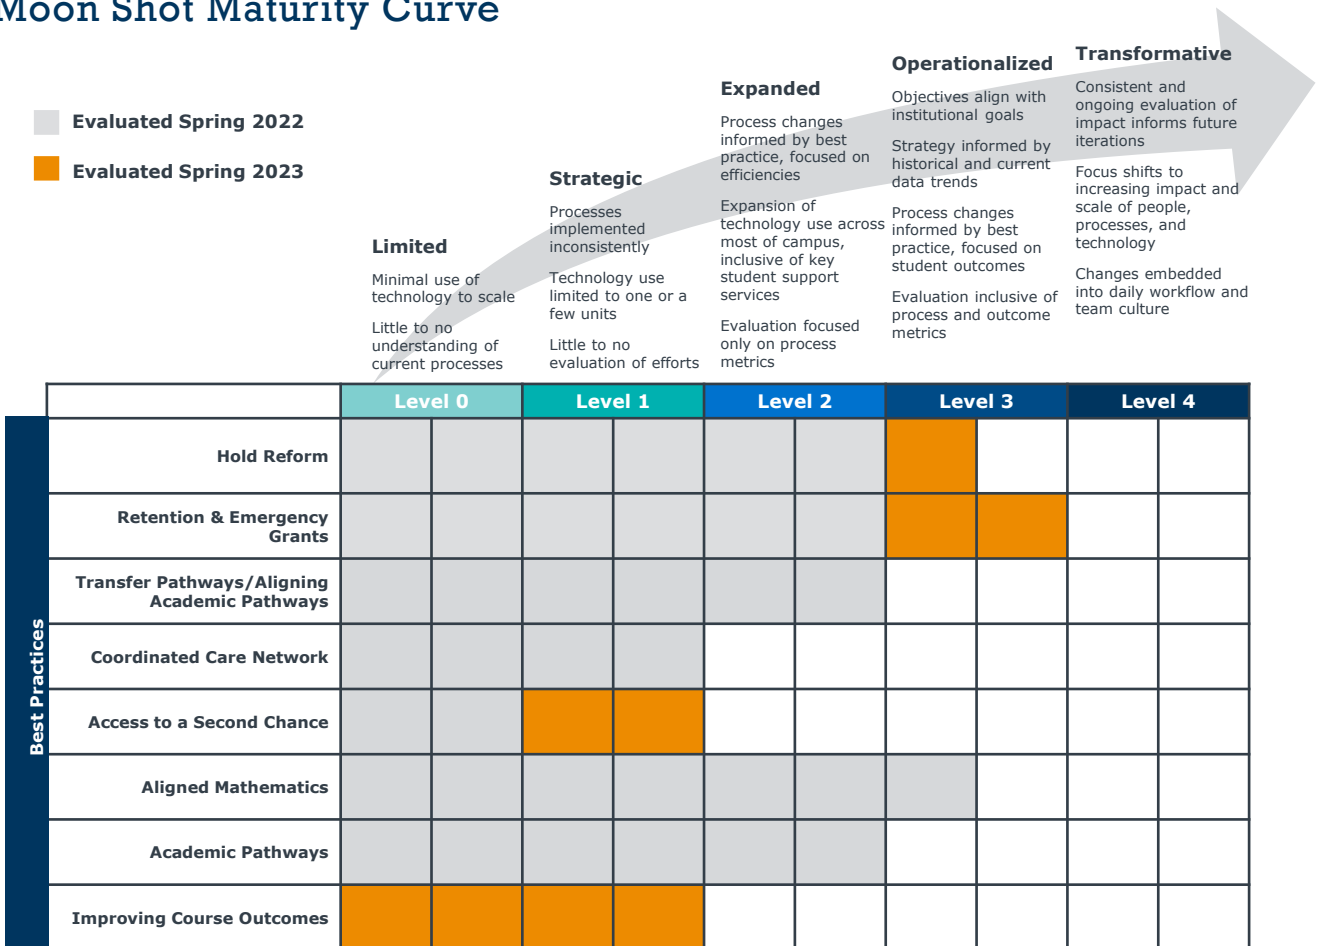 Moon Shot Maturity Curve
Evaluated Spring 2022
Evaluated Spring 2023
Limited
Minimal use of
technology to scale
Little to no
understanding of
current processes
Strategic
Processes
implemented
inconsistently
Technology use
limited to one or a
few units
Little to no
evaluation of efforts
Expanded
Process changes
informed by best
practice, focused on
efficiencies
Expansion of
technology use across
most of campus,
inclusive of key
student support
services
Evaluation focused
only on process
metrics
Operationalized
Objectives align with
institutional goals
Strategy informed by
historical and current
data trends
Process changes
informed by best
practice, focused on
student outcomes
Evaluation inclusive of
process and outcome
metrics
Transformative
Consistent and
ongoing evaluation of
impact informs future
iterations
Focus shifts to
increasing impact and
scale of people,
processes, and
technology
Changes embedded
into daily workflow and
team culture
Level 0
Level 1
Level 2
Level 3
Level 4
Best Practices
Hold Reform
Retention & Emergency
Grants
Transfer Pathways/Aligning
Academic Pathways
Coordinated Care Network
Access to a Second Chance
Aligned Mathematics
Academic Pathways
Improving Course Outcomes